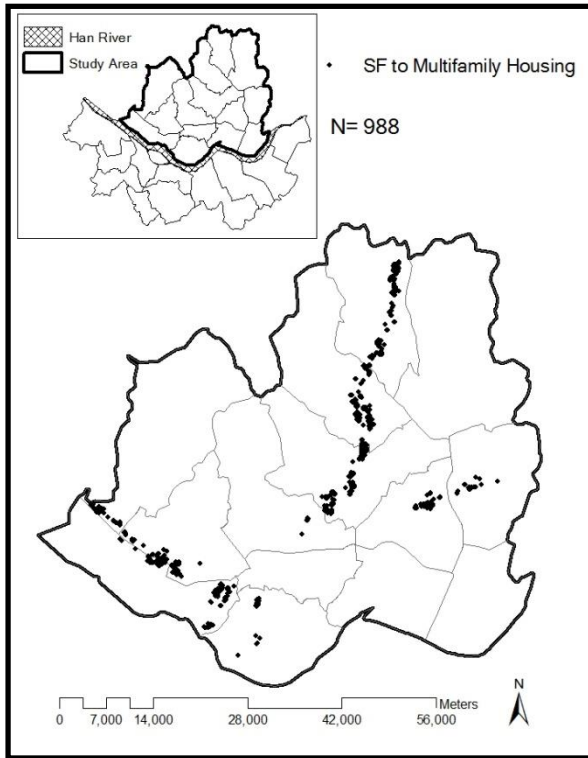 Han River
Study Area
SF to Multifamily Housing
N= 988
N
Meters
0 7,000 14,000 28,000 42,000 56,000